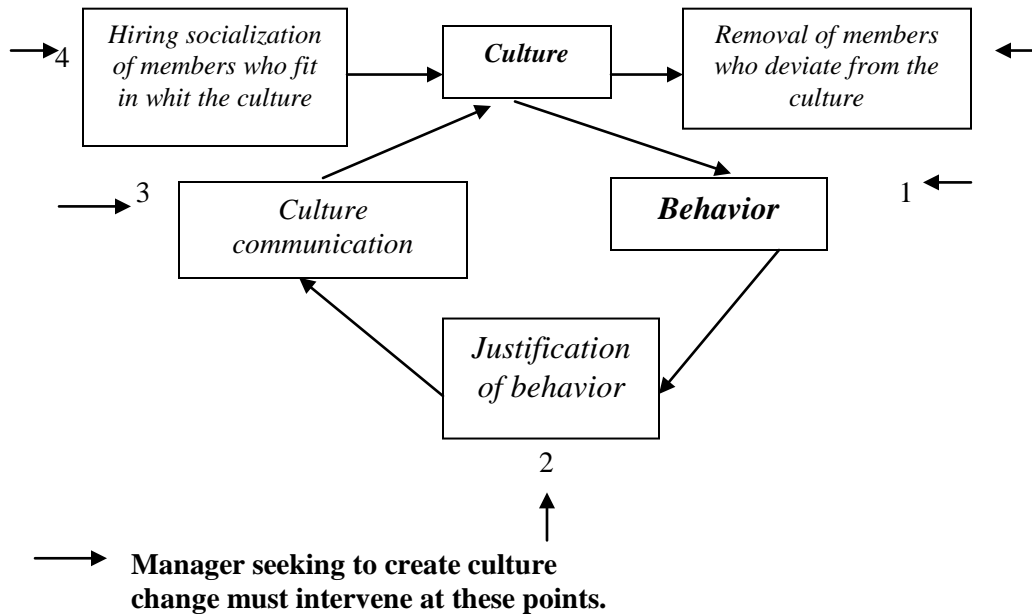 4
Hiring socialization
of members who fit
in whit the culture
Culture
Removal of members
who deviate from the
culture
3
Culture
communication
Behavior
1
Justification
of behavior
2
Manager seeking to create culture
change must intervene at these points.